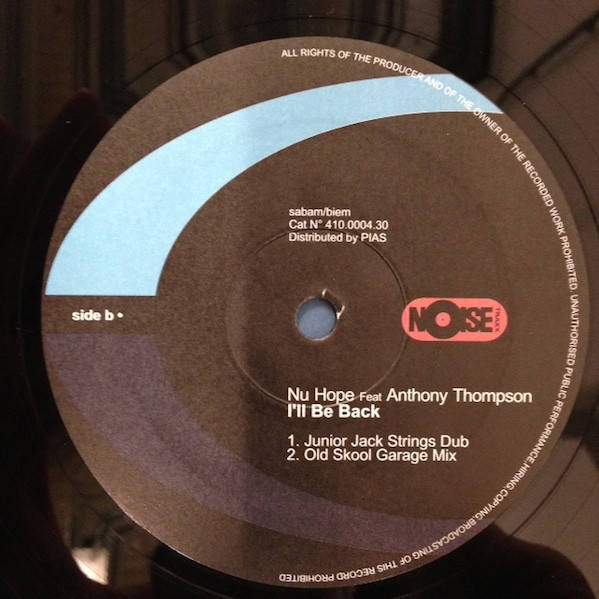 ALL RIGHTS OF THE PRODUCER AND OF THE OWNER OF THE RECORDED WORK PROHIBITED. UNAUTHORISED PUBLIC PERFORMANCE,HIRING,COPYING,BROADCASTING OF THIS RECORD PROHIBITED
sabam/biem
Cat N° 410.0004.30
Distributed by PIAS
side b •
NOISE
TRAXX
Nu Hope Feat Anthony Thompson
I'll Be Back
1. Junior Jack Strings Dub
2. Old Skool Garage Mix